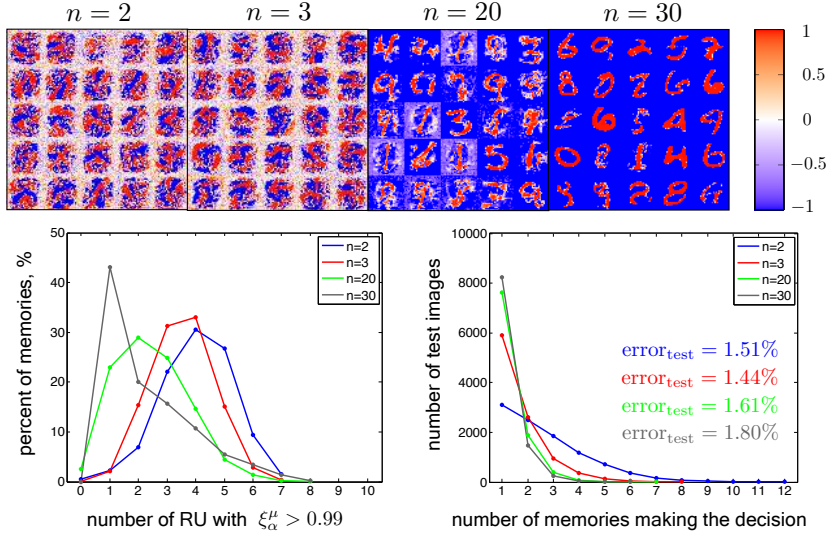 n = 2 n = 3 n = 20 n = 30
1
0.5
0
−0.5
−1
50
40
30
20
10
0
percent of memories, %
n=2
n=3
n=20
n=30
0 1 2 3 4 5 6 7 8 9 10
number of RU with ξ_α^μ > 0.99
10000
8000
6000
4000
2000
0
number of test images
n=2
n=3
n=20
n=30
error_test = 1.51%
error_test = 1.44%
error_test = 1.61%
error_test = 1.80%
1 2 3 4 5 6 7 8 9 10 11 12
number of memories making the decision